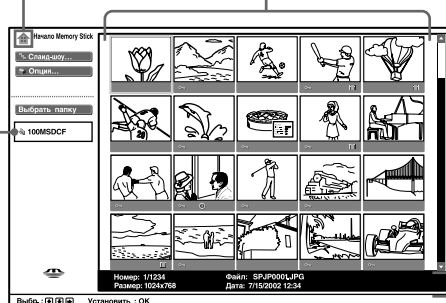 Начало Memory Stick
Слайд-шоу...
Опция...
Выбрать папку
100MSDCF
Номер: 1/1234 Файл: SPJP0001.JPG
Размер: 1024x768 Дата: 7/15/2002 12:34
Выбр.: Установить : OK